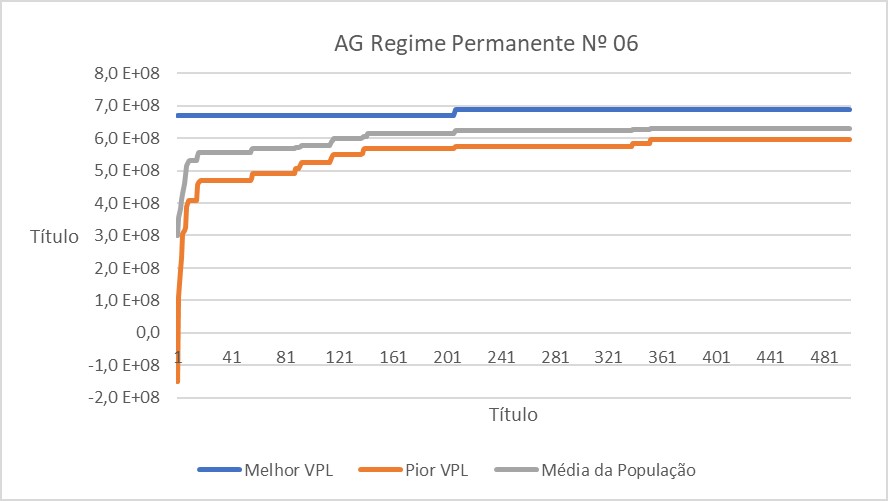 AG Regime Permanente Nº 06
8,0 E+08
7,0 E+08
6,0 E+08
5,0 E+08
4,0 E+08
3,0 E+08
2,0 E+08
1,0 E+08
0,0
-1,0 E+08
-2,0 E+08
Título
1 41 81 121 161 201 241 281 321 361 401 441 481
Título
Melhor VPL Pior VPL Média da População